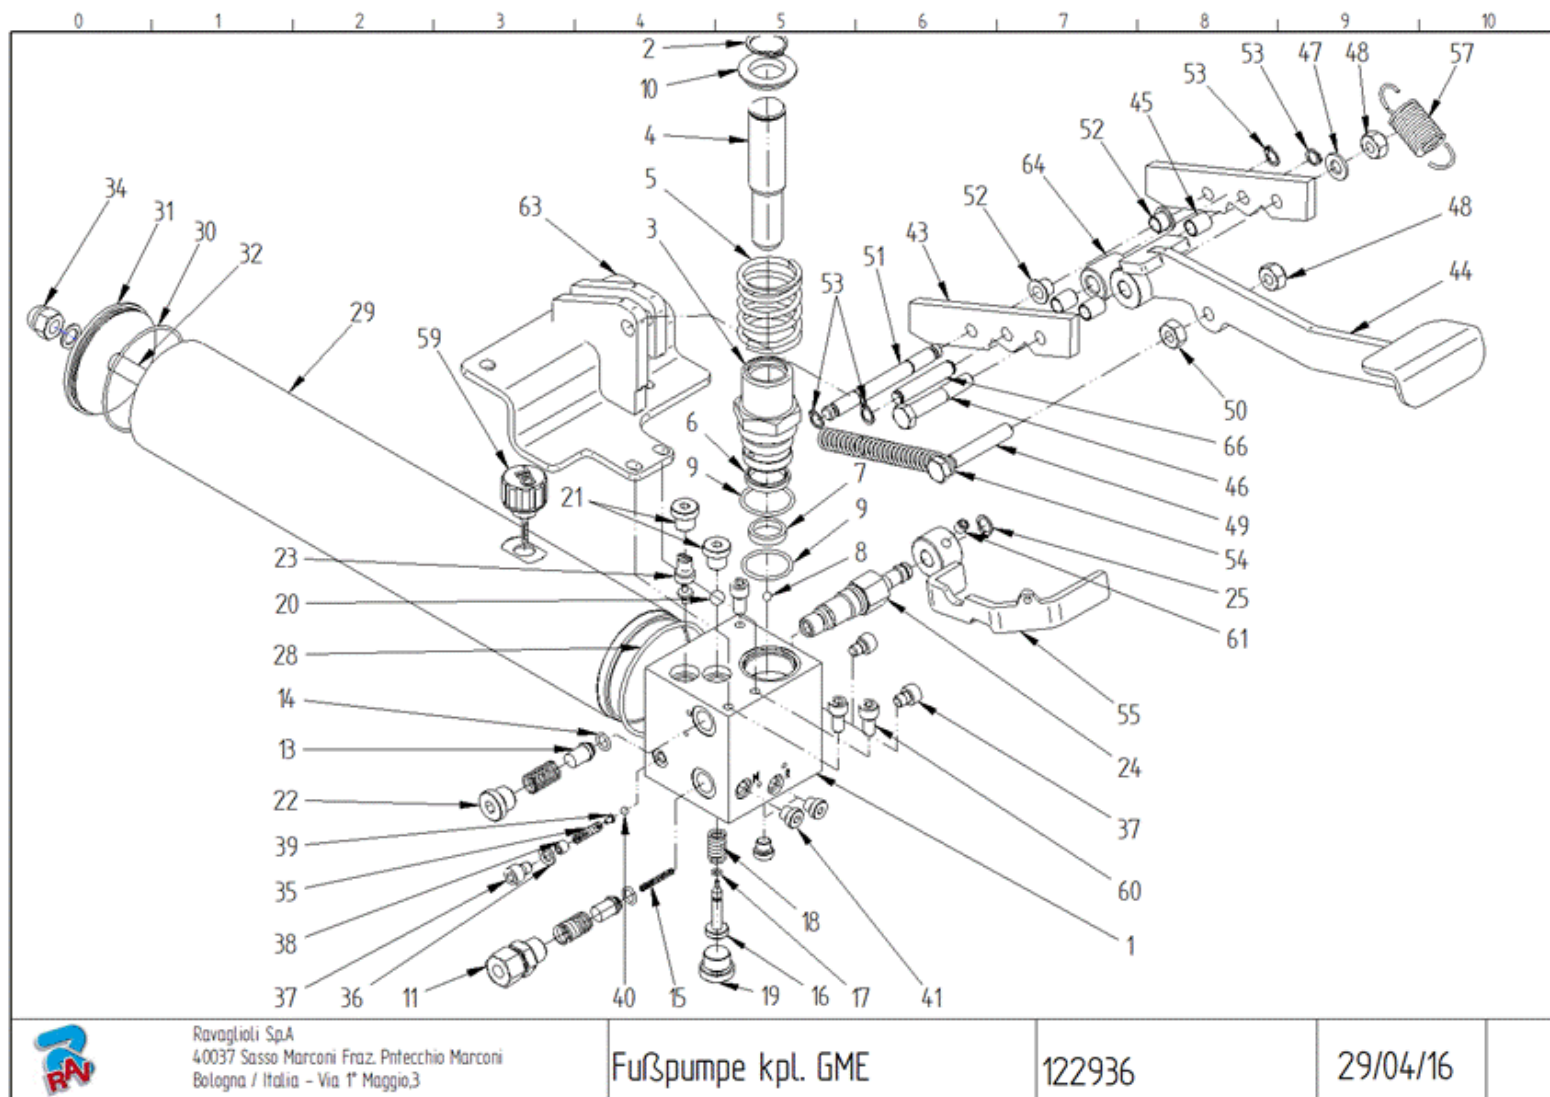 0 1 2 3 4 5 6 7 8 9 10
2 53 53 47 48 57
10 45
4 52
34 31 30 63 5 64 52 48
32 3 43
29 51
59 53 44
6 50
9 7 66
21 9 46
23 8 49
20 54
25
28 61
14 55
13 24
22
39 37
35 60
38 18 1
37 36 11 40 15 19 16 17 41
RAV
Ravaglioli S.p.A
40037 Sasso Marconi Fraz. Pntecchio Marconi
Bologna / Italia - Via 1° Maggio,3
Fußpumpe kpl. GME
122936
29/04/16